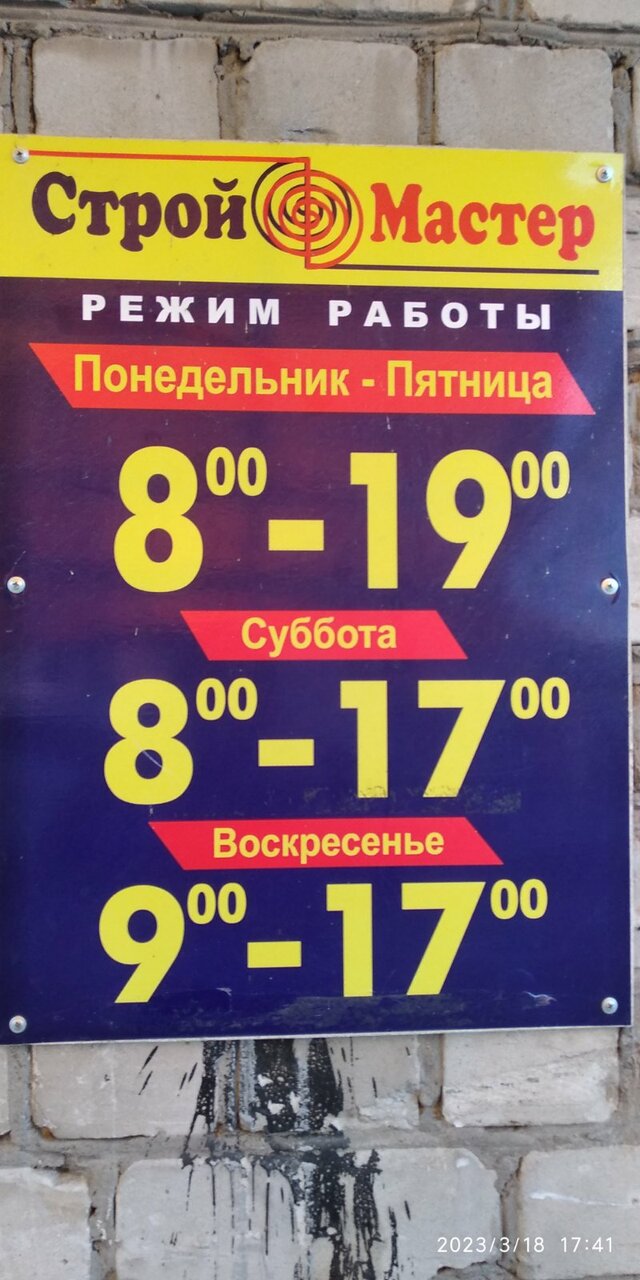 Строй Мастер
РЕЖИМ РАБОТЫ
Понедельник - Пятница
8⁰⁰ - 19⁰⁰
Суббота
8⁰⁰ - 17⁰⁰
Воскресенье
9⁰⁰ - 17⁰⁰
2023/3/18 17:41